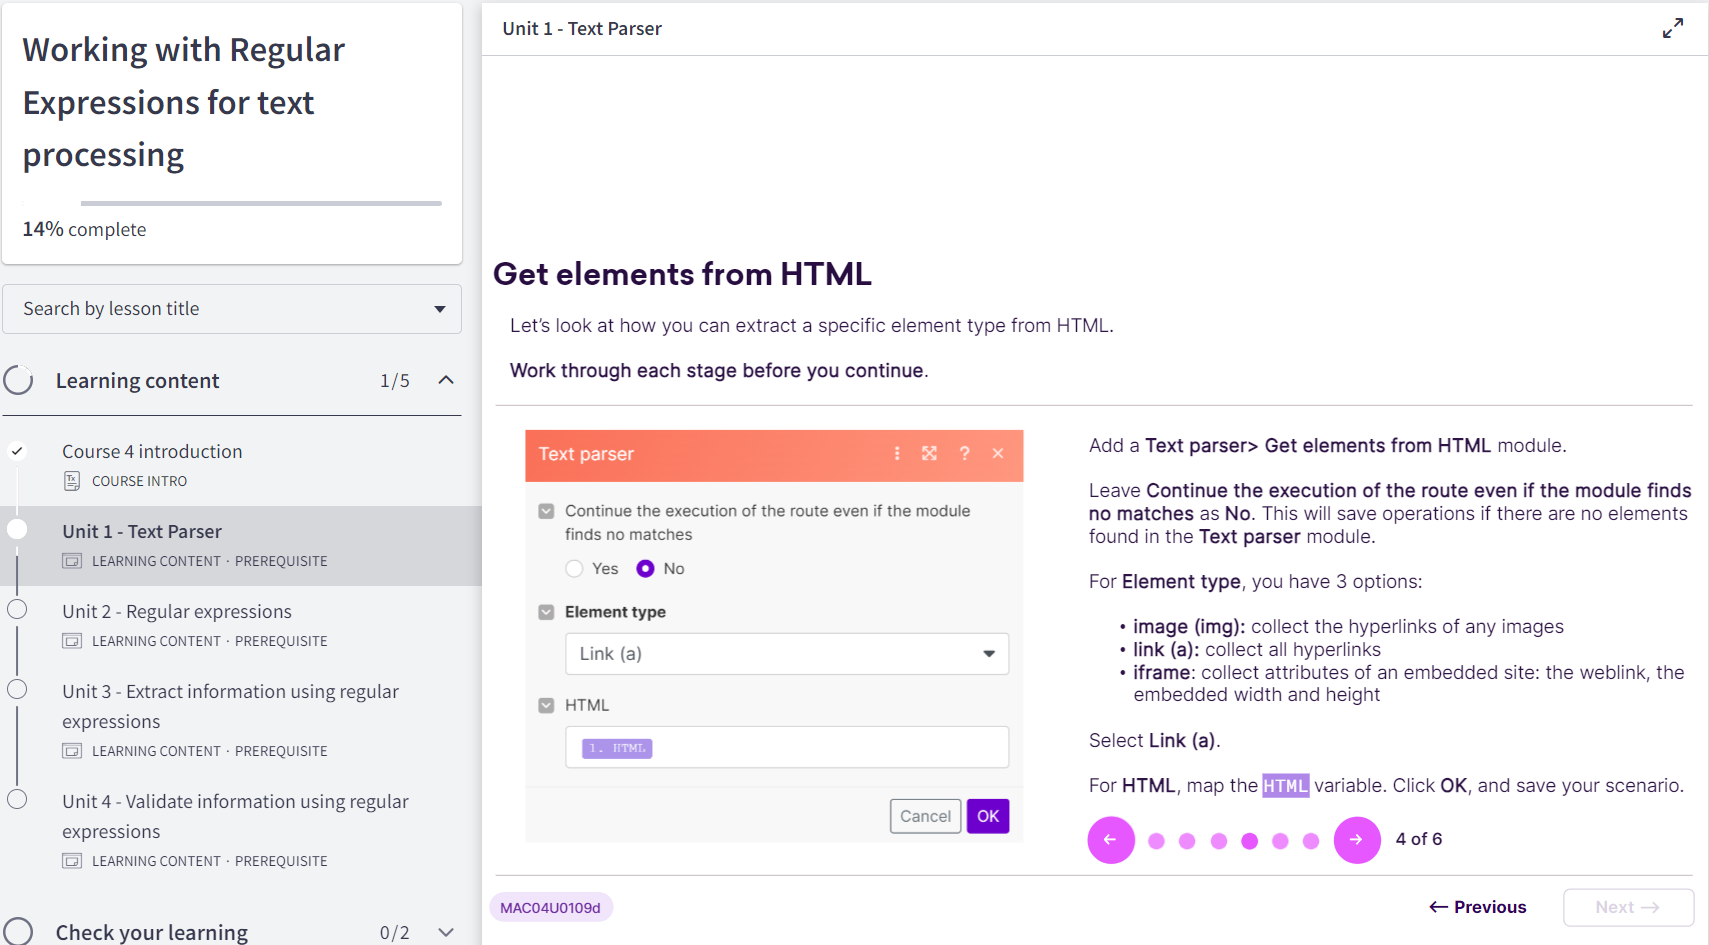 Working with Regular
Expressions for text
processing
14% complete
Search by lesson title
Learning content 1/5
Course 4 introduction
COURSE INTRO
Unit 1 - Text Parser
LEARNING CONTENT · PREREQUISITE
Unit 2 - Regular expressions
LEARNING CONTENT · PREREQUISITE
Unit 3 - Extract information using regular
expressions
LEARNING CONTENT · PREREQUISITE
Unit 4 - Validate information using regular
expressions
LEARNING CONTENT · PREREQUISITE
Check your learning 0/2
Unit 1 - Text Parser
Get elements from HTML
Let's look at how you can extract a specific element type from HTML.
Work through each stage before you continue.
Text parser
?
Continue the execution of the route even if the module
finds no matches
Yes No
Element type
Link (a)
HTML
1. HTML
Cancel OK
Add a Text parser> Get elements from HTML module.
Leave Continue the execution of the route even if the module finds
no matches as No. This will save operations if there are no elements
found in the Text parser module.
For Element type, you have 3 options:
• image (img): collect the hyperlinks of any images
• link (a): collect all hyperlinks
• iframe: collect attributes of an embedded site: the weblink, the
embedded width and height
Select Link (a).
For HTML, map the HTML variable. Click OK, and save your scenario.
← → 4 of 6
MAC04U0109d
← Previous Next →